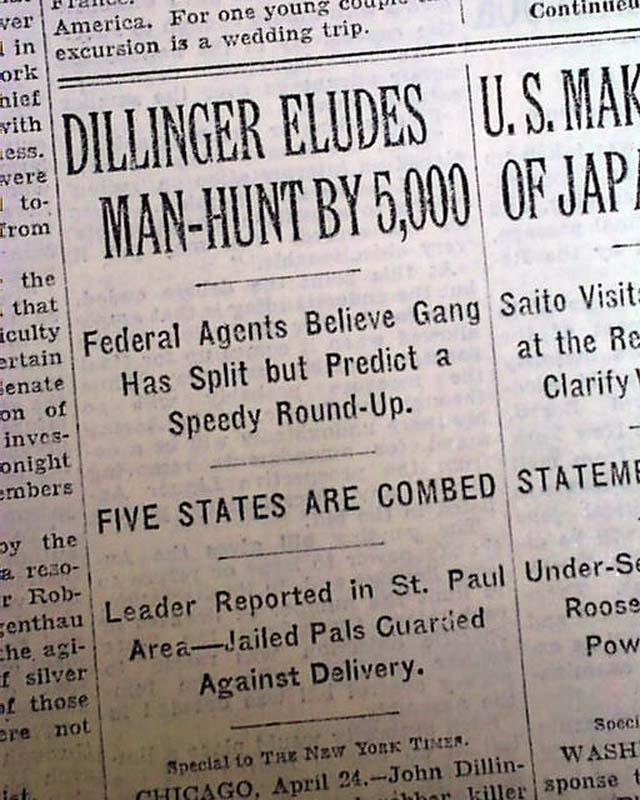 ver
l in
ork
hief
with
ess.
were
l to-
from
the
that
iculty
ertain
Senate
on of
inves-
onight
embers
by the
a reso-
r Rob-
genthau
the agi-
f silver
of those
ere not
ist.
France.
America. For one young couple
excursion is a wedding trip.
DILLINGER ELUDES
MAN-HUNT BY 5,000
Federal Agents Believe Gang
Has Split but Predict a
Speedy Round-Up.
FIVE STATES ARE COMBED
Leader Reported in St. Paul
Area—Jailed Pals Guarded
Against Delivery.
Special to THE NEW YORK TIMES.
CHICAGO, April 24.—John Dillin-
killer
Continued
U. S. MAK
OF JAPA
Saito Visits
at the Re
Clarify
STATEME
Under-Se
Roose
Pow
Speci
WASH
sponse t